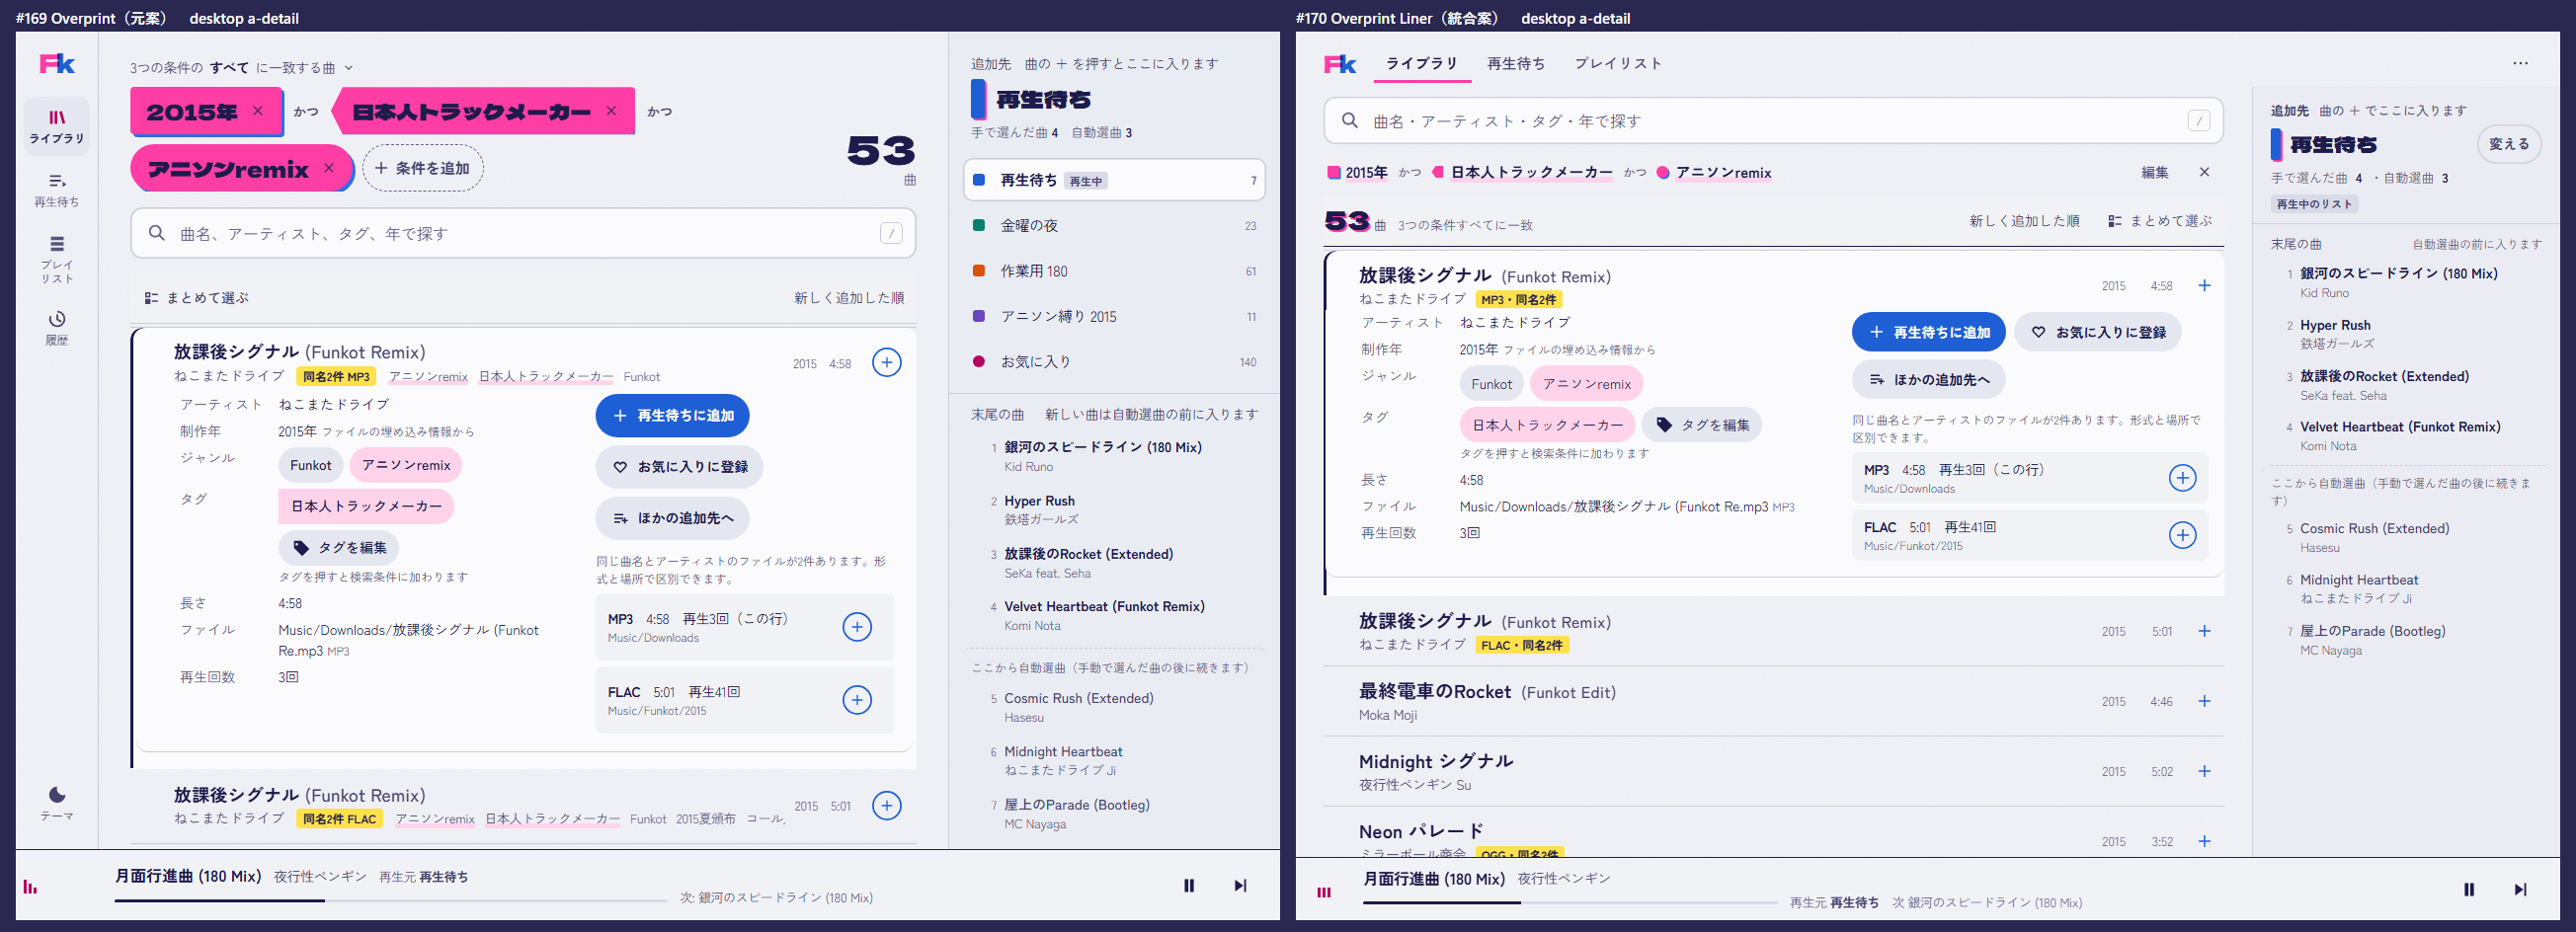 #169 Overprint（元案） desktop a-detail
Fk
ライブラリ
再生待ち
プレイ
リスト
履歴
テーマ
3つの条件の すべて に一致する曲
2015年 × かつ 日本人トラックメーカー × かつ
アニソンremix × + 条件を追加
53
曲
曲名、アーティスト、タグ、年で探す /
まとめて選ぶ 新しく追加した順
放課後シグナル (Funkot Remix) 2015 4:58 +
ねこまたドライブ 同名2件 MP3 アニソンremix 日本人トラックメーカー Funkot
アーティスト ねこまたドライブ
制作年 2015年 ファイルの埋め込み情報から
ジャンル Funkot アニソンremix
タグ 日本人トラックメーカー
タグを編集
タグを押すと検索条件に加わります
長さ 4:58
ファイル Music/Downloads/放課後シグナル (Funkot
Re.mp3 MP3
再生回数 3回
+ 再生待ちに追加
お気に入りに登録
ほかの追加先へ
同じ曲名とアーティストのファイルが2件あります。形
式と場所で区別できます。
MP3 4:58 再生3回（この行） +
Music/Downloads
FLAC 5:01 再生41回 +
Music/Funkot/2015
放課後シグナル (Funkot Remix) 2015 5:01 +
ねこまたドライブ 同名2件 FLAC アニソンremix 日本人トラックメーカー Funkot 2015夏頒布 コール,
追加先 曲の + を押すとここに入ります
再生待ち
手で選んだ曲 4 自動選曲 3
再生待ち 再生中 7
金曜の夜 23
作業用 180 61
アニソン縛り 2015 11
お気に入り 140
末尾の曲 新しい曲は自動選曲の前に入ります
1 銀河のスピードライン (180 Mix)
Kid Runo
2 Hyper Rush
鉄塔ガールズ
3 放課後のRocket (Extended)
SeKa feat. Seha
4 Velvet Heartbeat (Funkot Remix)
Komi Nota
ここから自動選曲（手動で選んだ曲の後に続きます）
5 Cosmic Rush (Extended)
Hasesu
6 Midnight Heartbeat
ねこまたドライブ Ji
7 屋上のParade (Bootleg)
MC Nayaga
月面行進曲 (180 Mix) 夜行性ペンギン 再生元 再生待ち
次: 銀河のスピードライン (180 Mix)
#170 Overprint Liner（統合案） desktop a-detail
Fk ライブラリ 再生待ち プレイリスト ...
曲名・アーティスト・タグ・年で探す /
2015年 かつ 日本人トラックメーカー かつ アニソンremix 編集 ×
53 曲 3つの条件すべてに一致 新しく追加した順 まとめて選ぶ
放課後シグナル (Funkot Remix) 2015 4:58 +
ねこまたドライブ MP3・同名2件
アーティスト ねこまたドライブ
制作年 2015年 ファイルの埋め込み情報から
ジャンル Funkot アニソンremix
タグ 日本人トラックメーカー タグを編集
タグを押すと検索条件に加わります
長さ 4:58
ファイル Music/Downloads/放課後シグナル (Funkot Re.mp3 MP3
再生回数 3回
+ 再生待ちに追加 お気に入りに登録
ほかの追加先へ
同じ曲名とアーティストのファイルが2件あります。形式と場所で
区別できます。
MP3 4:58 再生3回（この行） +
Music/Downloads
FLAC 5:01 再生41回 +
Music/Funkot/2015
放課後シグナル (Funkot Remix) 2015 5:01 +
ねこまたドライブ FLAC・同名2件
最終電車のRocket (Funkot Edit) 2015 4:46 +
Moka Moji
Midnight シグナル 2015 5:02 +
夜行性ペンギン Su
Neon パレード 2015 3:52 +
ミラーボール商会 OGG・同名2件
追加先 曲の + でここに入ります
再生待ち 変える
手で選んだ曲 4 ・自動選曲 3
再生中のリスト
末尾の曲 自動選曲の前に入ります
1 銀河のスピードライン (180 Mix)
Kid Runo
2 Hyper Rush
鉄塔ガールズ
3 放課後のRocket (Extended)
SeKa feat. Seha
4 Velvet Heartbeat (Funkot Remix)
Komi Nota
ここから自動選曲（手動で選んだ曲の後に続きま
す）
5 Cosmic Rush (Extended)
Hasesu
6 Midnight Heartbeat
ねこまたドライブ Ji
7 屋上のParade (Bootleg)
MC Nayaga
月面行進曲 (180 Mix) 夜行性ペンギン
再生元 再生待ち 次 銀河のスピードライン (180 Mix)